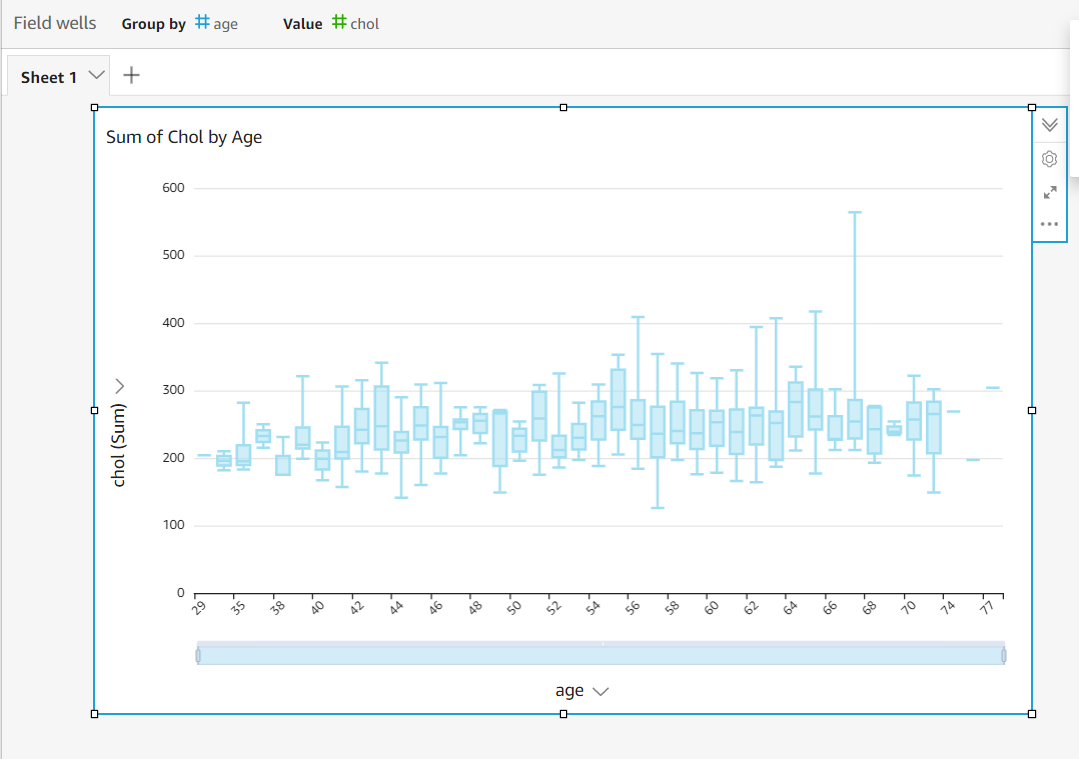 Field wells Group by age Value chol
Sheet 1
Sum of Chol by Age
600
500
400
300
200
100
0
chol (Sum)
29 35 38 40 42 44 46 48 50 52 54 56 58 60 62 64 66 68 70 74 77
age